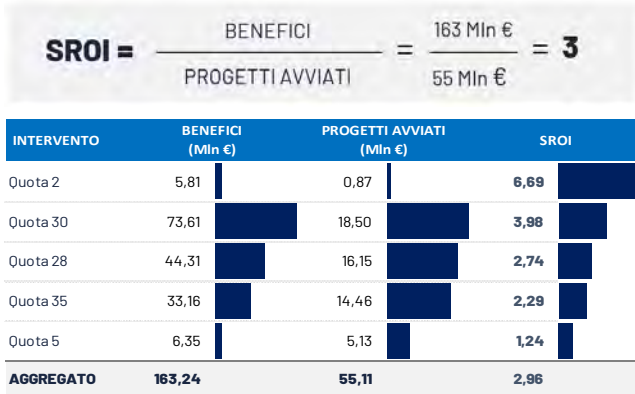 SROI = BENEFICI / PROGETTI AVVIATI = 163 Mln € / 55 Mln € = 3
INTERVENTO BENEFICI (Mln €) PROGETTI AVVIATI (Mln €) SROI
Quota 2 5,81 0,87 6,69
Quota 30 73,61 18,50 3,98
Quota 28 44,31 16,15 2,74
Quota 35 33,16 14,46 2,29
Quota 5 6,35 5,13 1,24
AGGREGATO 163,24 55,11 2,96